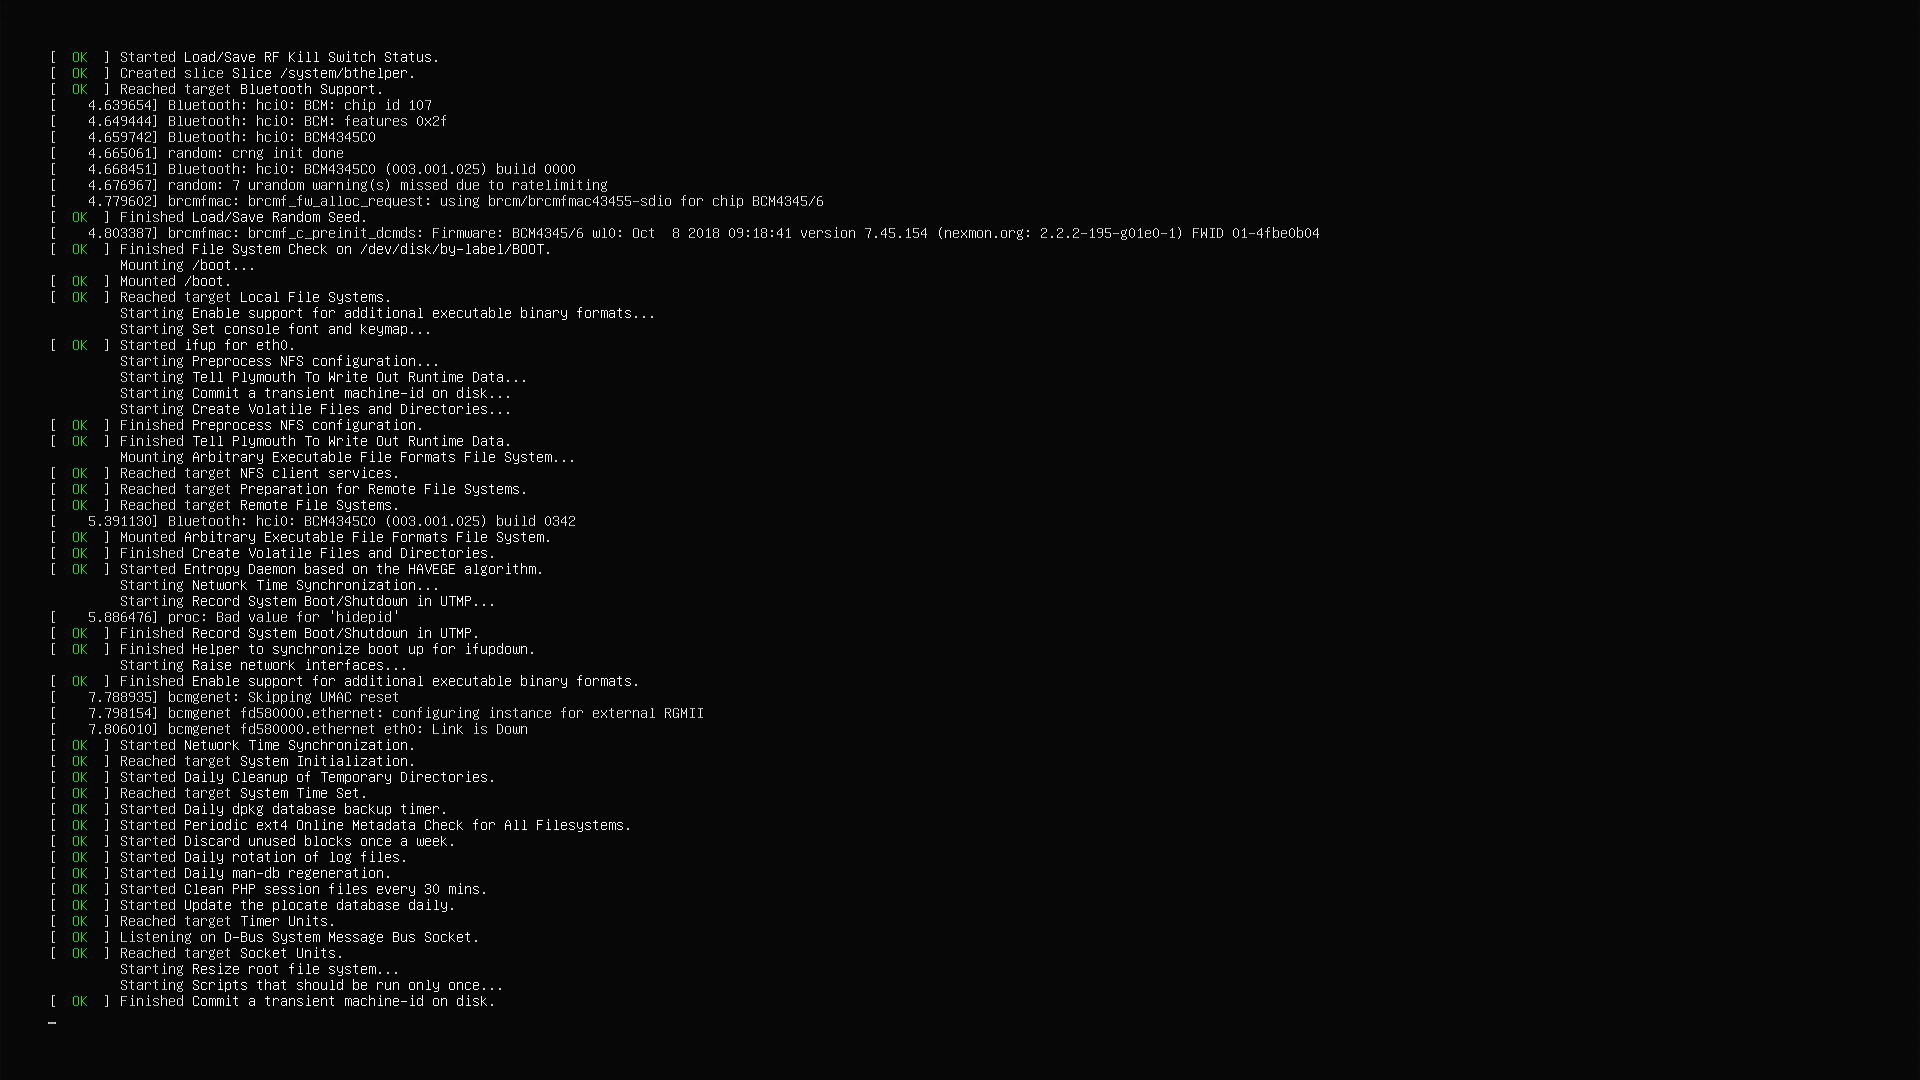 [  OK  ] Started Load/Save RF Kill Switch Status.
[  OK  ] Created slice Slice /system/bthelper.
[  OK  ] Reached target Bluetooth Support.
[    4.639654] Bluetooth: hci0: BCM: chip id 107
[    4.649444] Bluetooth: hci0: BCM: features 0x2f
[    4.659742] Bluetooth: hci0: BCM4345C0
[    4.665061] random: crng init done
[    4.668451] Bluetooth: hci0: BCM4345C0 (003.001.025) build 0000
[    4.676967] random: 7 urandom warning(s) missed due to ratelimiting
[    4.779602] brcmfmac: brcmf_fw_alloc_request: using brcm/brcmfmac43455-sdio for chip BCM4345/6
[  OK  ] Finished Load/Save Random Seed.
[    4.803387] brcmfmac: brcmf_c_preinit_dcmds: Firmware: BCM4345/6 wl0: Oct  8 2018 09:18:41 version 7.45.154 (nexmon.org: 2.2.2-195-g01e0-1) FWID 01-4fbe0b04
[  OK  ] Finished File System Check on /dev/disk/by-label/BOOT.
         Mounting /boot...
[  OK  ] Mounted /boot.
[  OK  ] Reached target Local File Systems.
         Starting Enable support for additional executable binary formats...
         Starting Set console font and keymap...
[  OK  ] Started ifup for eth0.
         Starting Preprocess NFS configuration...
         Starting Tell Plymouth To Write Out Runtime Data...
         Starting Commit a transient machine-id on disk...
         Starting Create Volatile Files and Directories...
[  OK  ] Finished Preprocess NFS configuration.
[  OK  ] Finished Tell Plymouth To Write Out Runtime Data.
         Mounting Arbitrary Executable File Formats File System...
[  OK  ] Reached target NFS client services.
[  OK  ] Reached target Preparation for Remote File Systems.
[  OK  ] Reached target Remote File Systems.
[    5.391130] Bluetooth: hci0: BCM4345C0 (003.001.025) build 0342
[  OK  ] Mounted Arbitrary Executable File Formats File System.
[  OK  ] Finished Create Volatile Files and Directories.
[  OK  ] Started Entropy Daemon based on the HAVEGE algorithm.
         Starting Network Time Synchronization...
         Starting Record System Boot/Shutdown in UTMP...
[    5.886476] proc: Bad value for 'hidepid'
[  OK  ] Finished Record System Boot/Shutdown in UTMP.
[  OK  ] Finished Helper to synchronize boot up for ifupdown.
         Starting Raise network interfaces...
[  OK  ] Finished Enable support for additional executable binary formats.
[    7.788935] bcmgenet: Skipping UMAC reset
[    7.798154] bcmgenet fd580000.ethernet: configuring instance for external RGMII
[    7.806010] bcmgenet fd580000.ethernet eth0: Link is Down
[  OK  ] Started Network Time Synchronization.
[  OK  ] Reached target System Initialization.
[  OK  ] Started Daily Cleanup of Temporary Directories.
[  OK  ] Reached target System Time Set.
[  OK  ] Started Daily dpkg database backup timer.
[  OK  ] Started Periodic ext4 Online Metadata Check for All Filesystems.
[  OK  ] Started Discard unused blocks once a week.
[  OK  ] Started Daily rotation of log files.
[  OK  ] Started Daily man-db regeneration.
[  OK  ] Started Clean PHP session files every 30 mins.
[  OK  ] Started Update the plocate database daily.
[  OK  ] Reached target Timer Units.
[  OK  ] Listening on D-Bus System Message Bus Socket.
[  OK  ] Reached target Socket Units.
         Starting Resize root file system...
         Starting Scripts that should be run only once...
[  OK  ] Finished Commit a transient machine-id on disk.